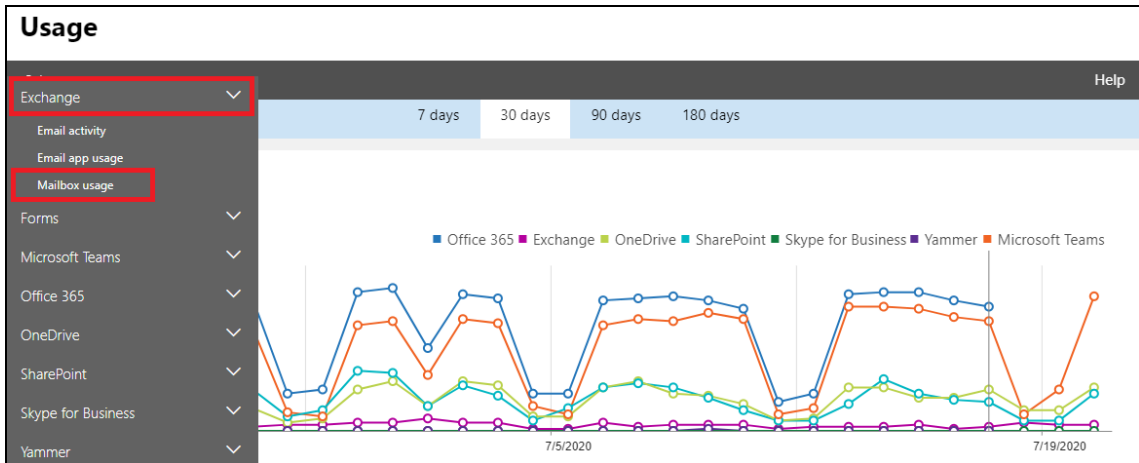 Usage
Help
Exchange
7 days 30 days 90 days 180 days
Email activity
Email app usage
Mailbox usage
Forms
Microsoft Teams
Office 365
OneDrive
SharePoint
Skype for Business
Yammer
Office 365 Exchange OneDrive SharePoint Skype for Business Yammer Microsoft Teams
7/5/2020 7/19/2020